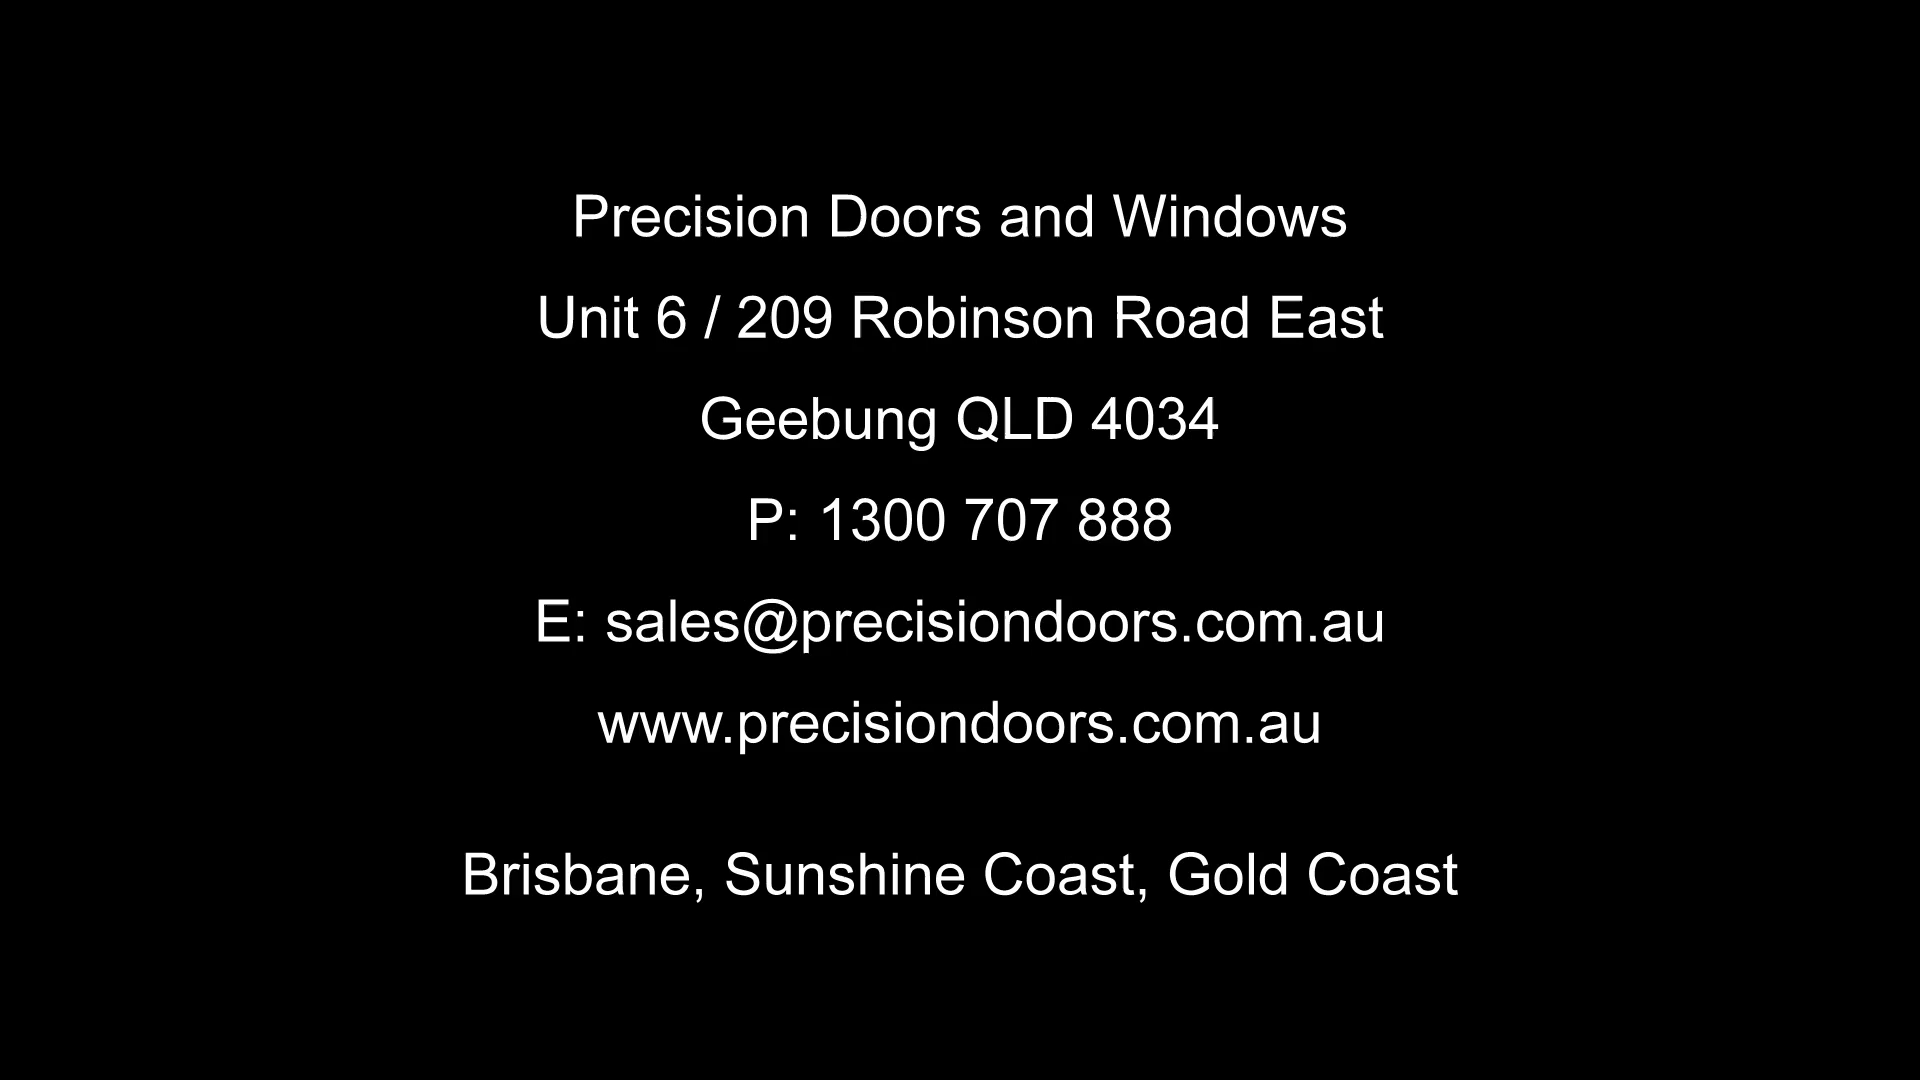 Precision Doors and Windows
Unit 6 / 209 Robinson Road East
Geebung QLD 4034
P: 1300 707 888
E: sales@precisiondoors.com.au
www.precisiondoors.com.au
Brisbane, Sunshine Coast, Gold Coast